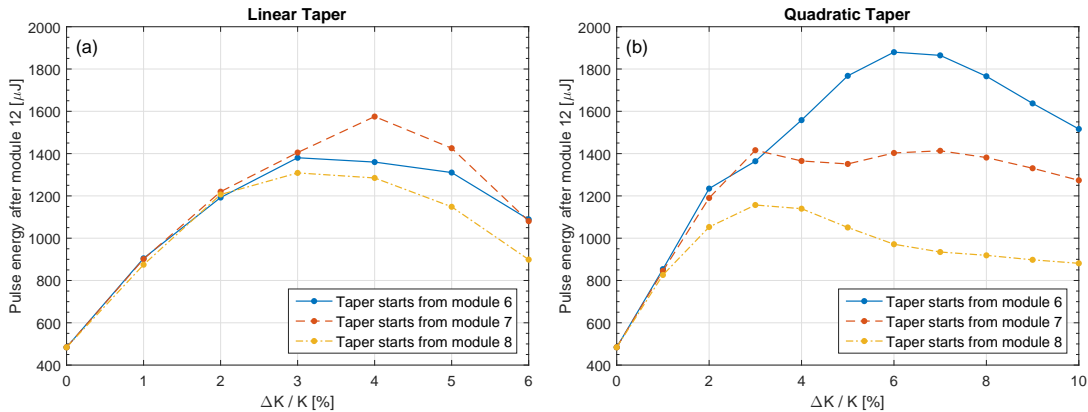 Linear Taper
(a)
Pulse energy after module 12 [μJ]
2000
1800
1600
1400
1200
1000
800
600
400
0
1
2
3
4
5
6
ΔK / K [%]
Taper starts from module 6
Taper starts from module 7
Taper starts from module 8
Quadratic Taper
(b)
Pulse energy after module 12 [μJ]
2000
1800
1600
1400
1200
1000
800
600
400
0
2
4
6
8
10
ΔK / K [%]
Taper starts from module 6
Taper starts from module 7
Taper starts from module 8